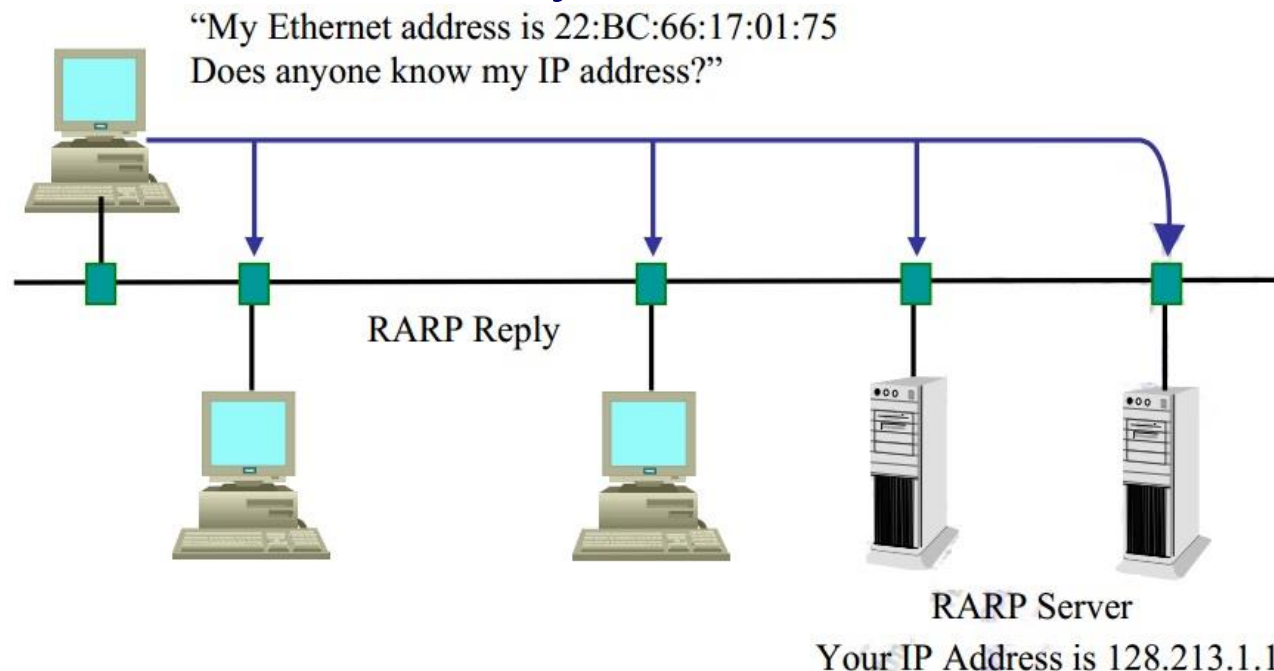 “My Ethernet address is 22:BC:66:17:01:75
Does anyone know my IP address?”
RARP Reply
RARP Server
Your IP Address is 128.213.1.1